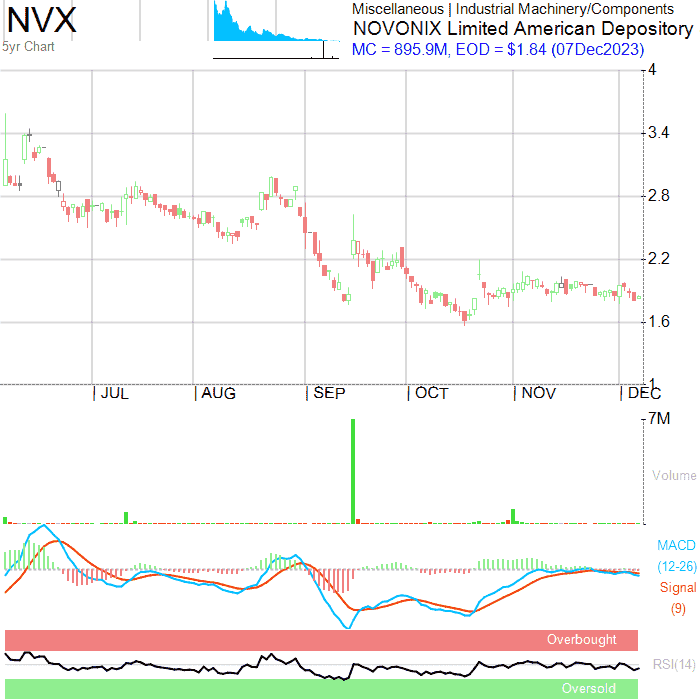 NVX
5yr Chart
Miscellaneous | Industrial Machinery/Components
NOVONIX Limited American Depository
MC = 895.9M, EOD = $1.84 (07Dec2023)
4
3.4
2.8
2.2
1.6
1
JUL AUG SEP OCT NOV DEC
7M
Volume
MACD
(12-26)
Signal
(9)
Overbought
RSI(14)
Oversold